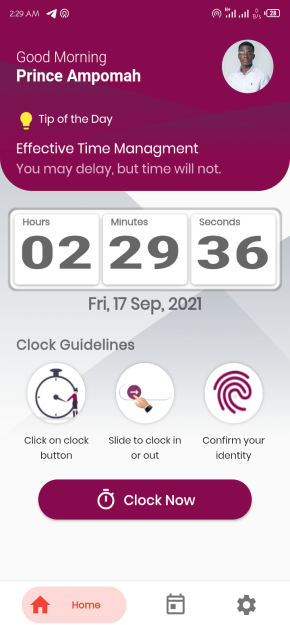 2:29 AM
28
Good Morning
Prince Ampomah
Tip of the Day
Effective Time Managment
You may delay, but time will not.
Hours Minutes Seconds
02 29 36
Fri, 17 Sep, 2021
Clock Guidelines
Click on clock button
Slide to clock in or out
Confirm your identity
Clock Now
Home